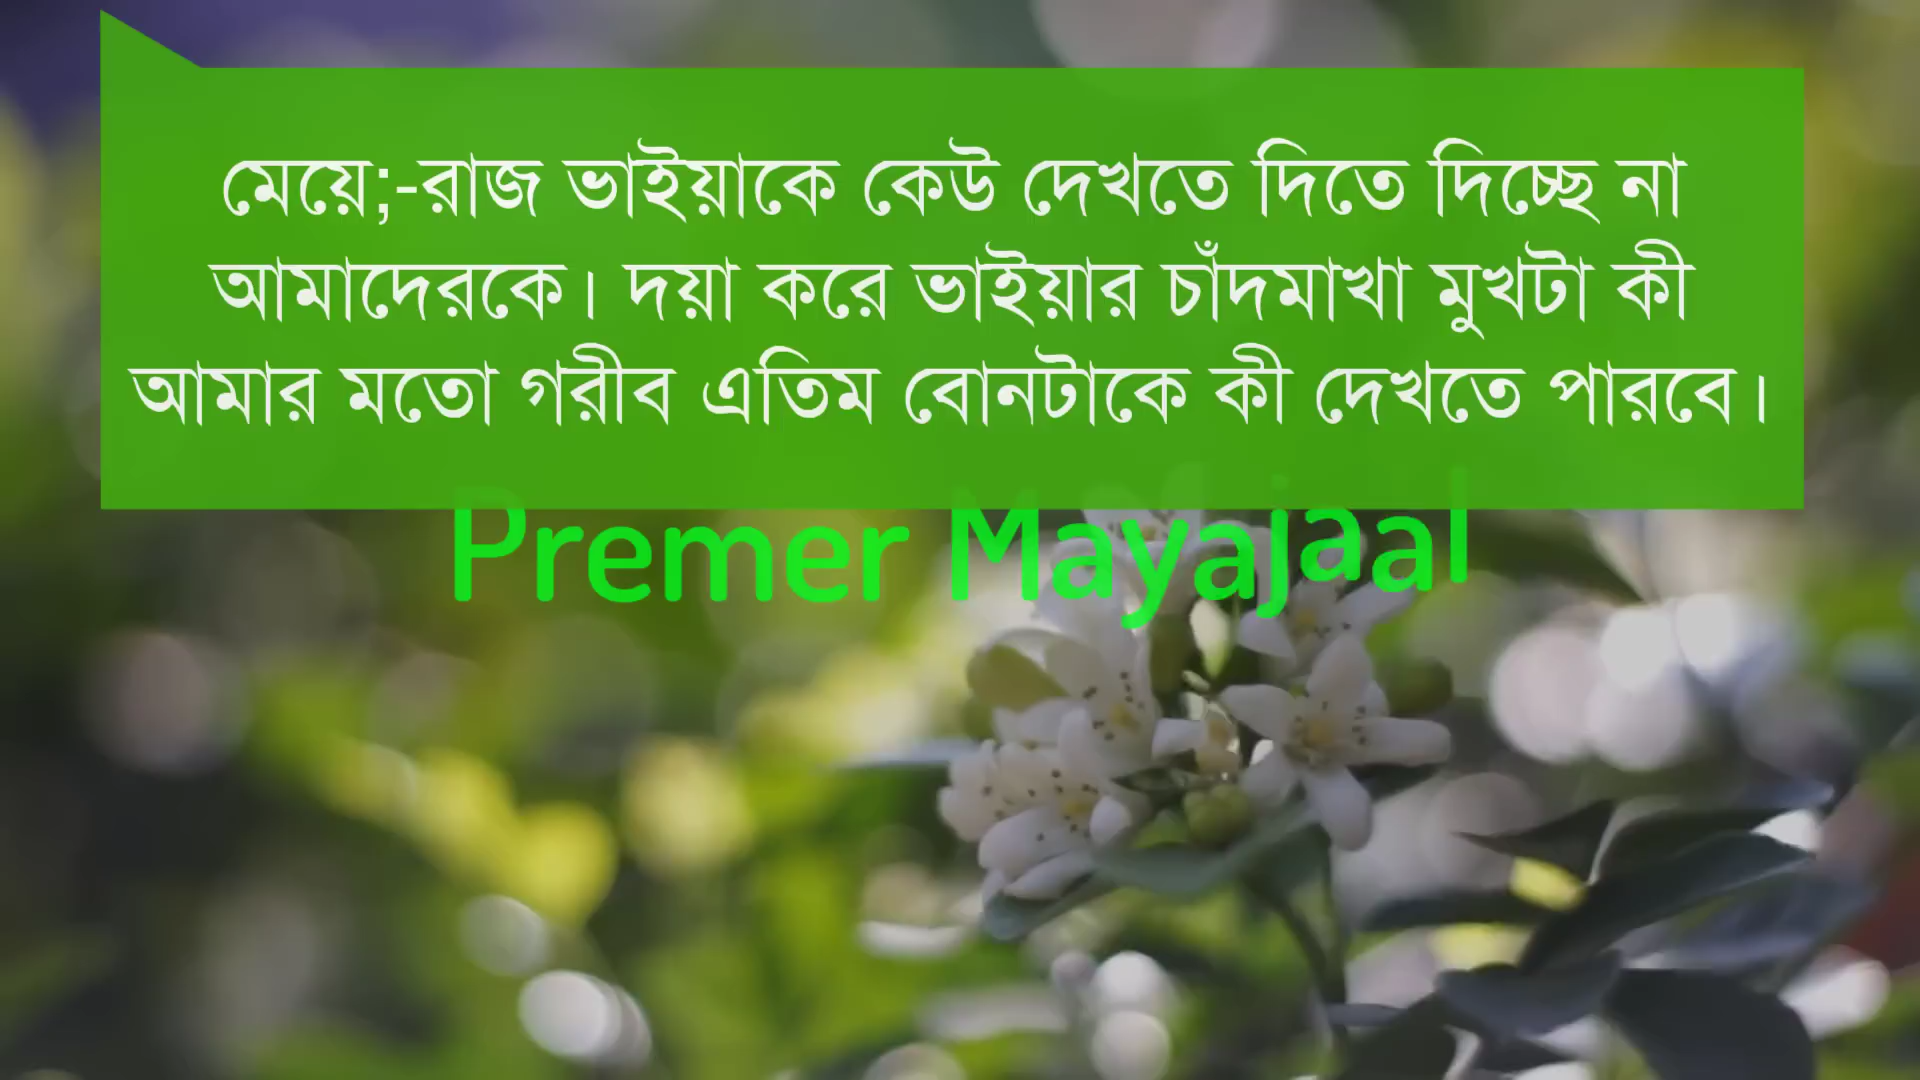 মেয়ে;-রাজ ভাইয়াকে কেউ দেখতে দিতে দিচ্ছে না
আমাদেরকে। দয়া করে ভাইয়ার চাঁদমাখা মুখটা কী
আমার মতো গরীব এতিম বোনটাকে কী দেখতে পারবে।
Premer Mayajaal